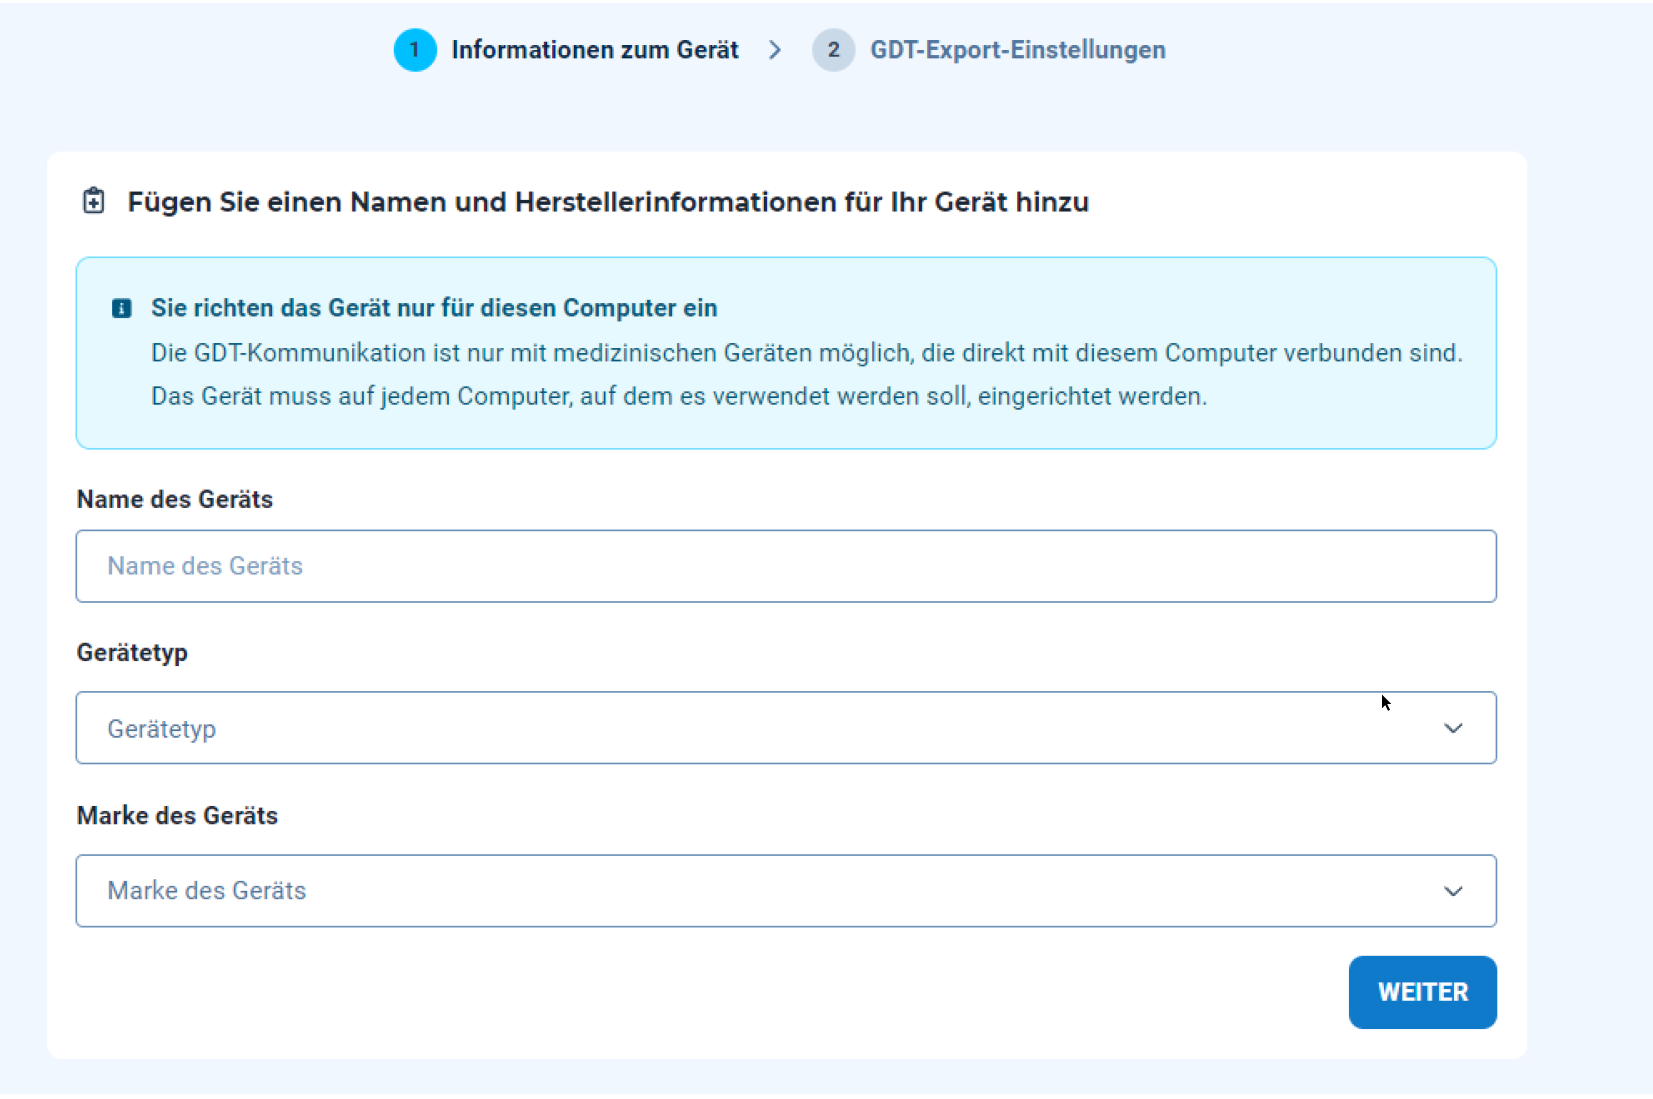 1 Informationen zum Gerät > 2 GDT-Export-Einstellungen
Fügen Sie einen Namen und Herstellerinformationen für Ihr Gerät hinzu
Sie richten das Gerät nur für diesen Computer ein
Die GDT-Kommunikation ist nur mit medizinischen Geräten möglich, die direkt mit diesem Computer verbunden sind.
Das Gerät muss auf jedem Computer, auf dem es verwendet werden soll, eingerichtet werden.
Name des Geräts
Name des Geräts
Gerätetyp
Gerätetyp
Marke des Geräts
Marke des Geräts
WEITER